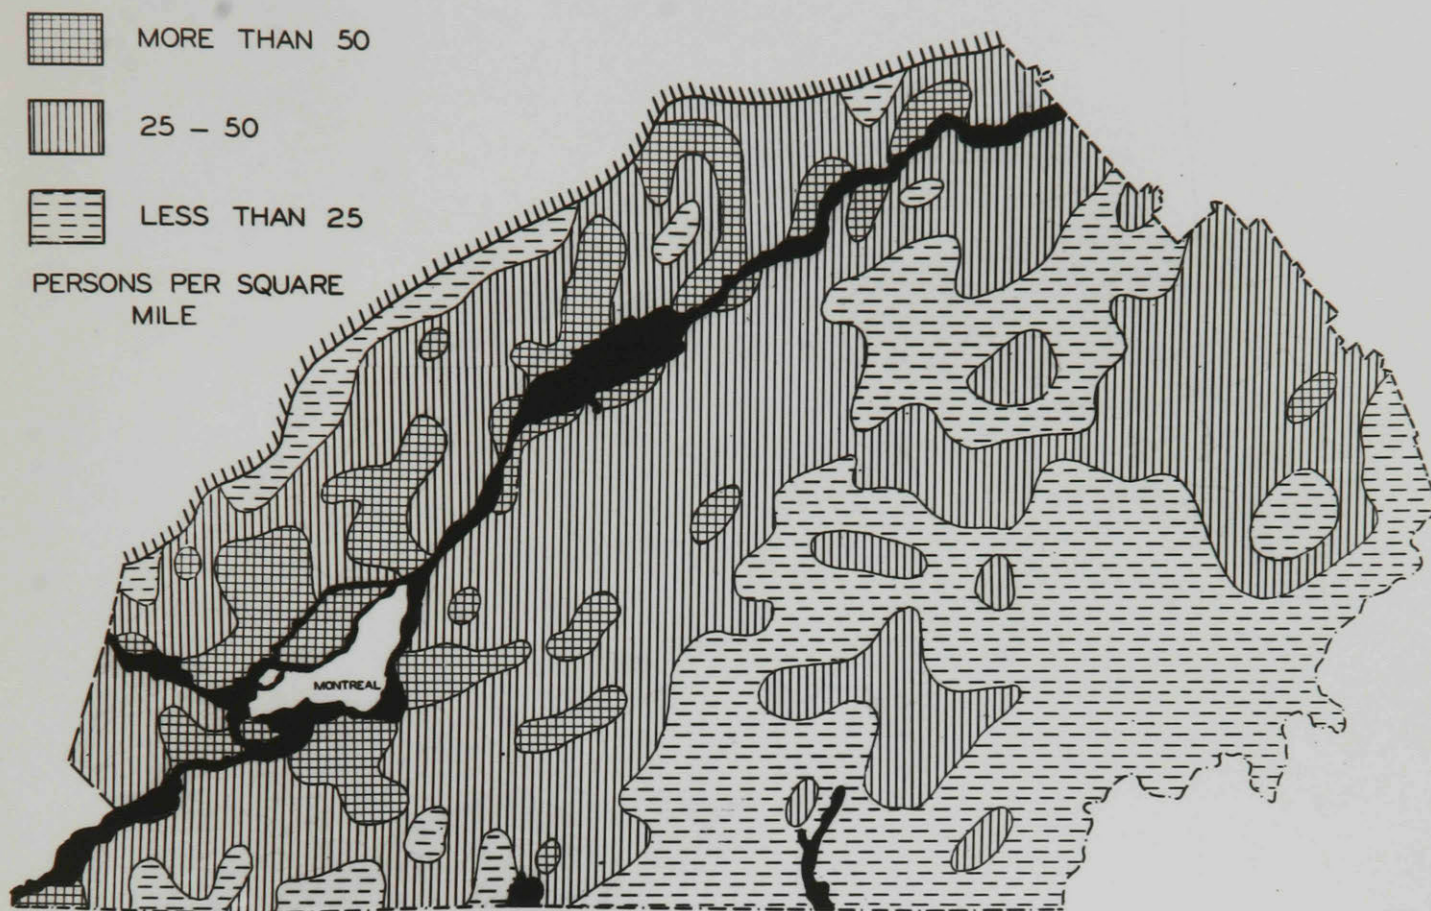 MORE THAN 50
25 – 50
LESS THAN 25
PERSONS PER SQUARE
MILE
MONTREAL